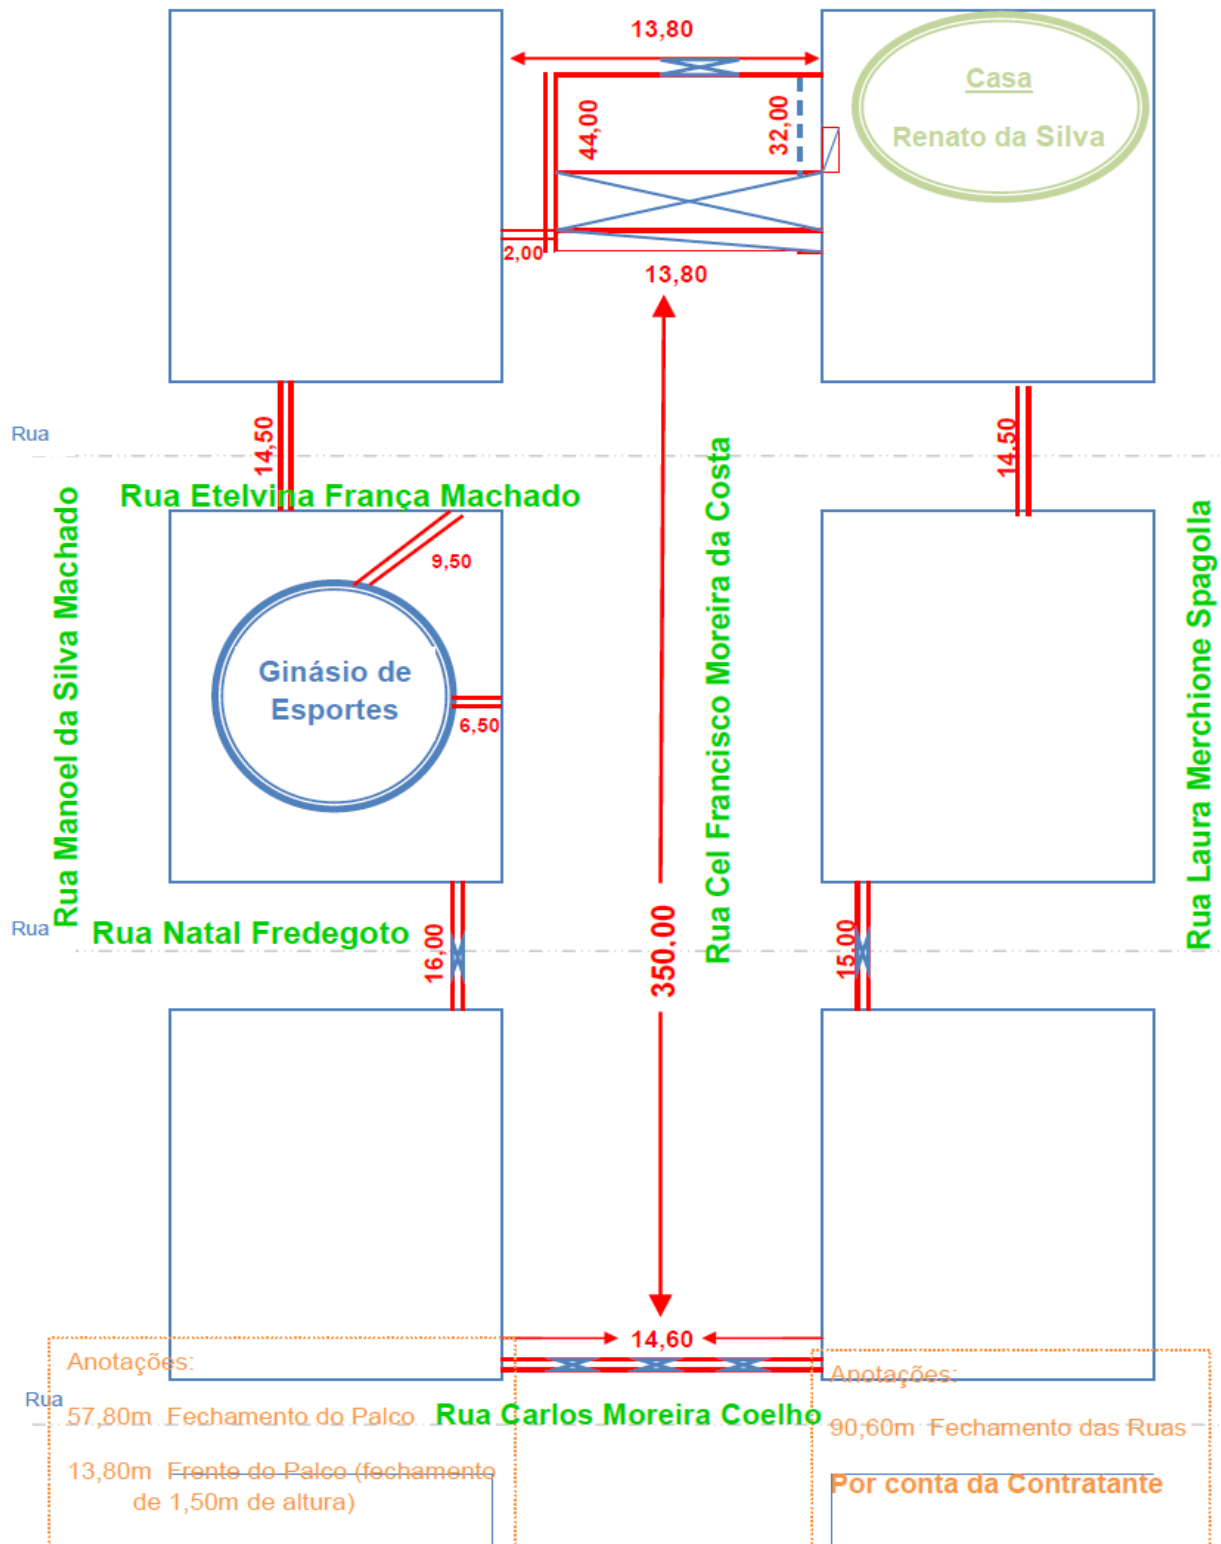 13,80
Casa
Renato da Silva
44,00
32,00
2,00
13,80
14,50
14,50
Rua
Rua Etelvina França Machado
Rua Manoel da Silva Machado
Rua Cel Francisco Moreira da Costa
Rua Laura Merchione Spagolla
9,50
Ginásio de
Esportes
6,50
Rua
Rua Natal Fredegoto
16,00
350,00
15,00
14,60
Anotações:
57,80m Fechamento do Palco
13,80m Frente do Palco (fechamento
de 1,50m de altura)
Rua
Rua Carlos Moreira Coelho
Anotações:
90,60m Fechamento das Ruas
Por conta da Contratante